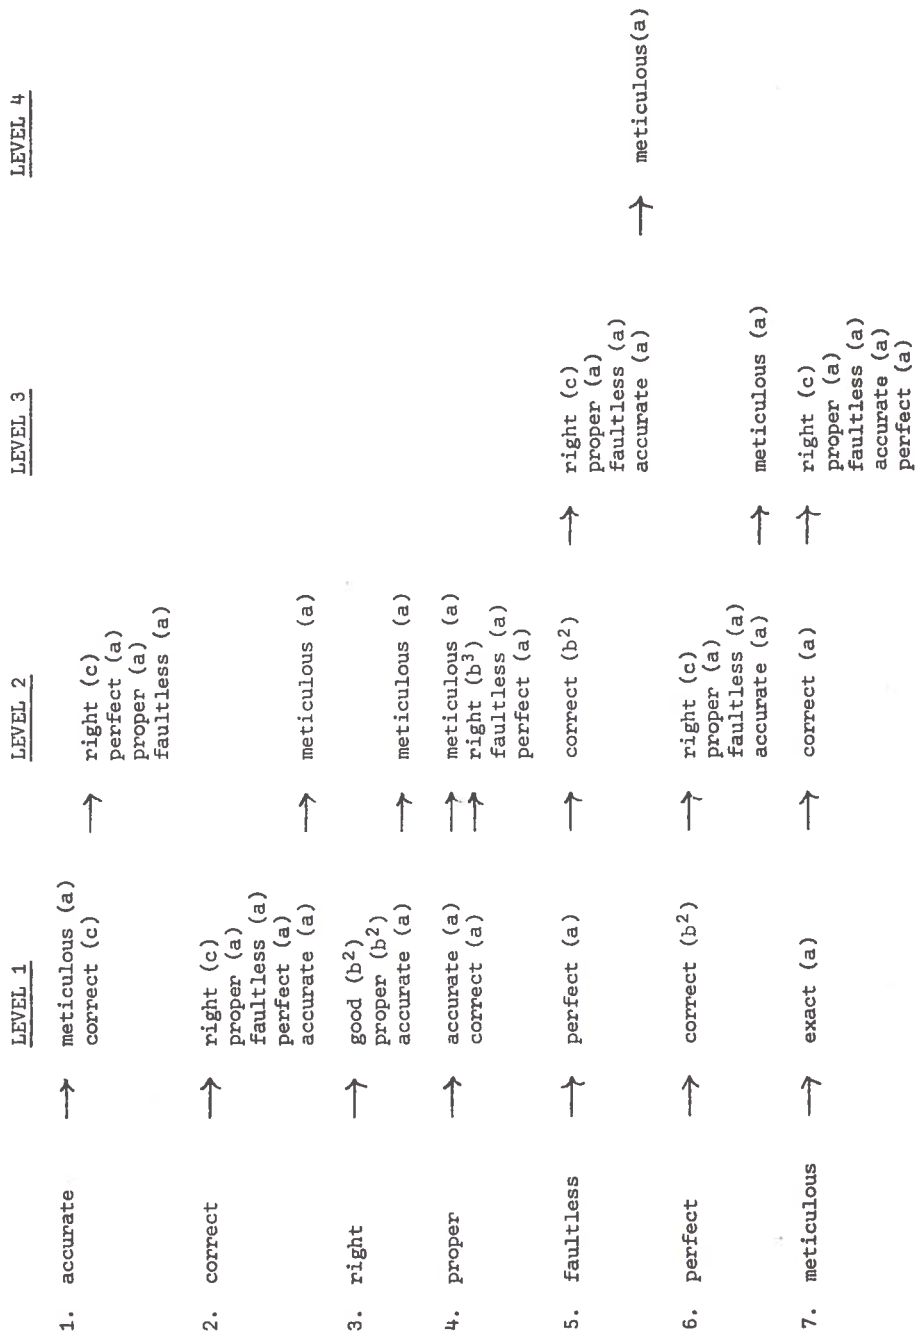 LEVEL 1 LEVEL 2 LEVEL 3 LEVEL 4
1. accurate → meticulous (a)
correct (c) → right (c)
perfect (a)
proper (a)
faultless (a)
2. correct → right (c)
proper (a)
faultless (a)
perfect (a)
accurate (a) → meticulous (a)
3. right → good (b²)
proper (b²)
accurate (a) → meticulous (a)
4. proper → accurate (a) → meticulous (a)
correct (a) → right (b³)
faultless (a)
perfect (a)
5. faultless → perfect (a) → correct (b²) → right (c)
proper (a)
faultless (a)
accurate (a) → meticulous(a)
6. perfect → correct (b²) → right (c)
proper (a)
faultless (a)
accurate (a) → meticulous (a)
7. meticulous → exact (a) → correct (a) → right (c)
proper (a)
faultless (a)
accurate (a)
perfect (a)